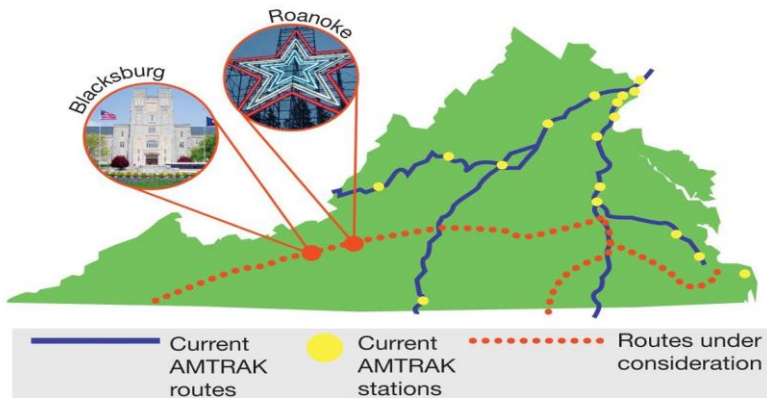 Roanoke
Blacksburg
Current
AMTRAK
routes
Current
AMTRAK
stations
Routes under
consideration